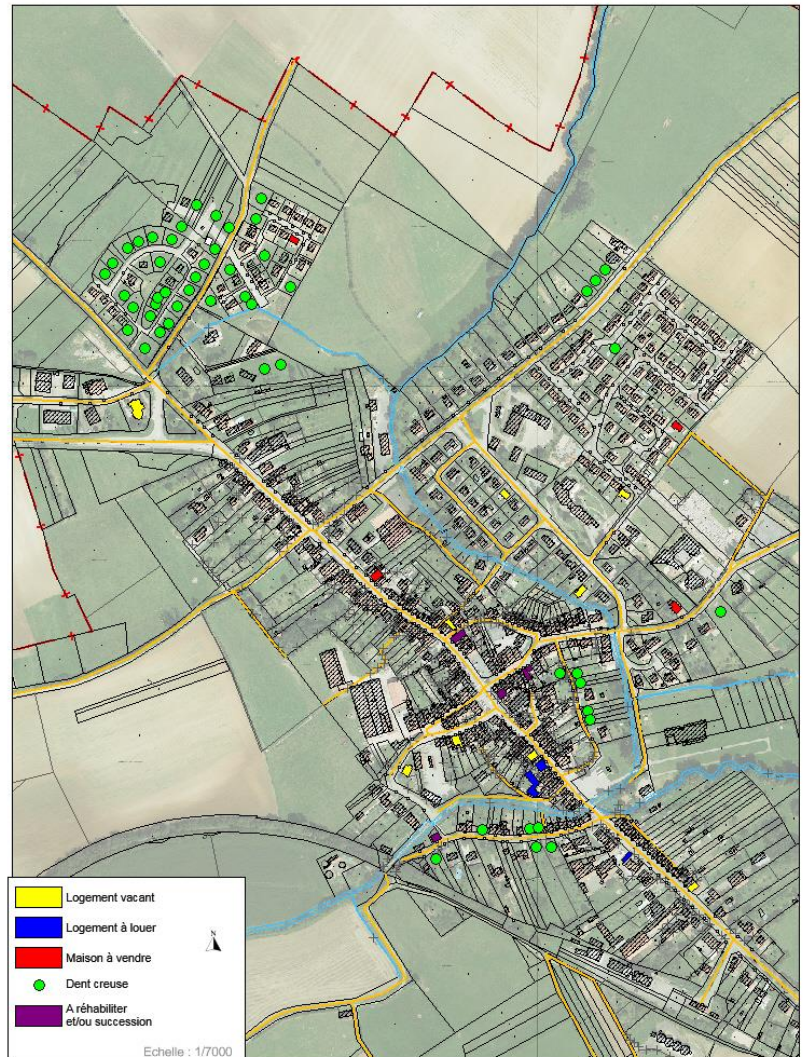 Logement vacant
Logement à louer
N
Maison à vendre
Dent creuse
A réhabiliter
et/ou succession
Echelle : 1/7000